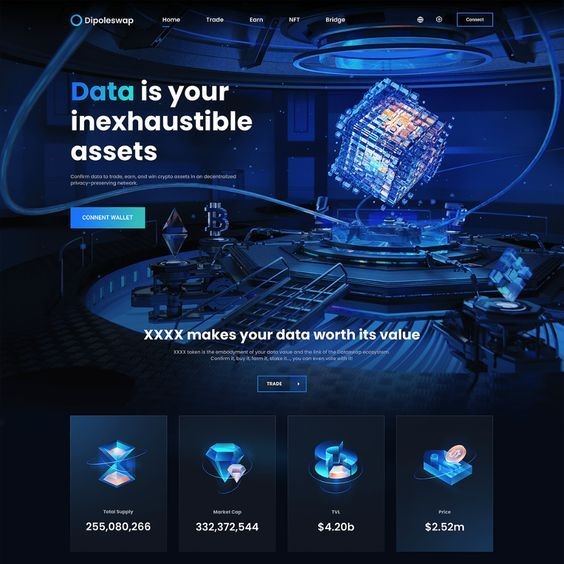 Dipoleswap
Home Trade Earn NFT Bridge Connect
Data is your
inexhaustible
assets
Confirm data to trade, earn, and win crypto assets in an decentralized
privacy-preserving network.
CONNENT WALLET
XXXX makes your data worth its value
XXXX token is the embodyment of your data value and the link of the Dataswap ecosystem.
Confirm it, buy it, farm it, stake it..., you can even vote with it!
TRADE
Total Supply
255,080,266
Market Cap
332,372,544
TVL
$4.20b
Price
$2.52m